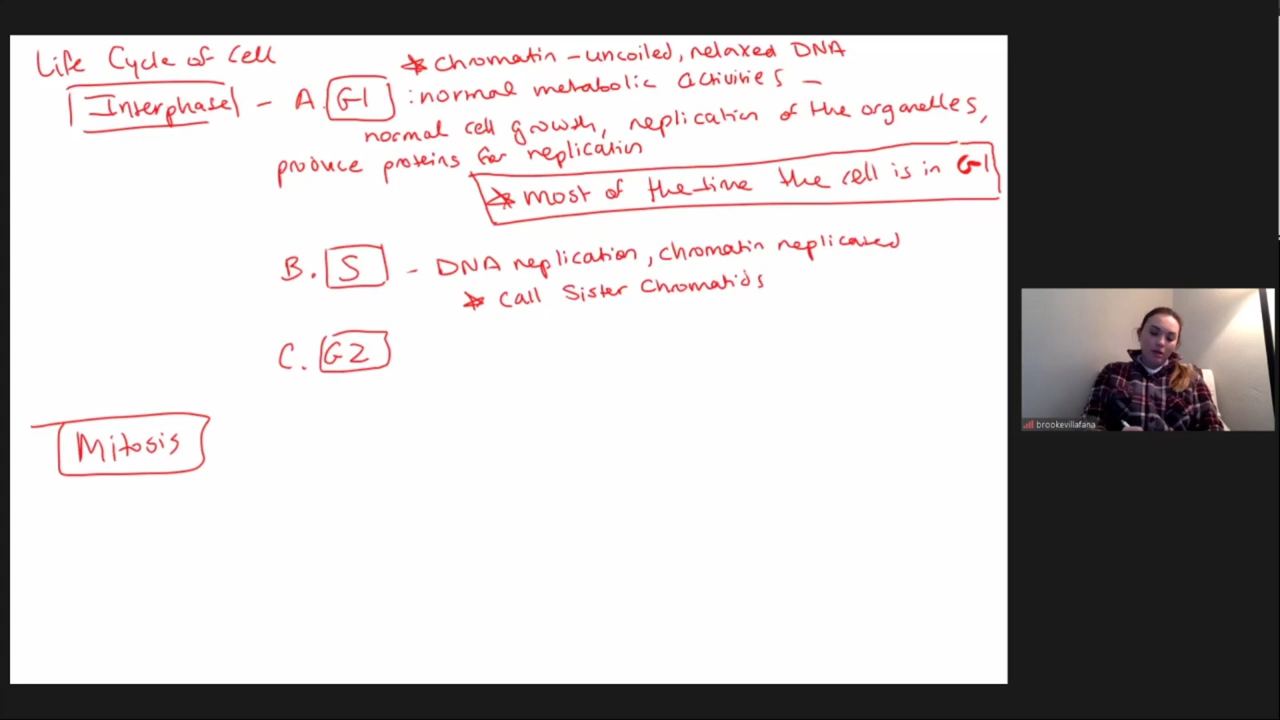 Life Cycle of cell
* chromatin - uncoiled, relaxed DNA
Interphase - A. G1 : normal metabolic activities -
normal cell growth, replication of the organelles,
produce proteins for replication
* most of the time the cell is in G1
B. S - DNA replication, chromatin replicated
* call Sister Chromatids
C. G2
Mitosis
brookevillafana